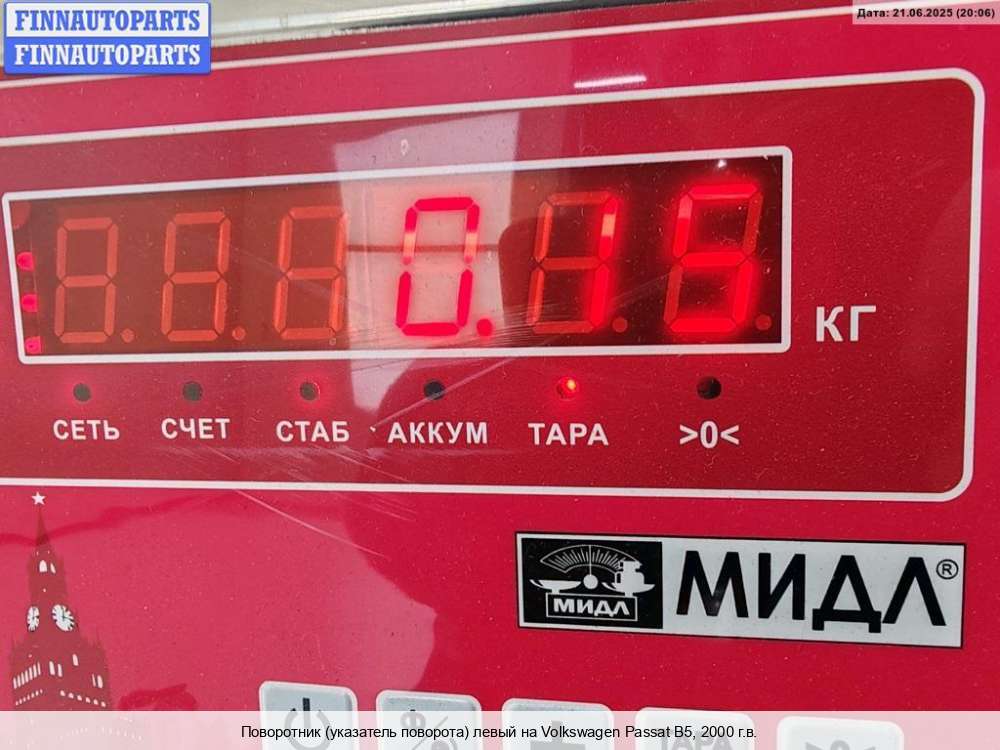 FINNAUTOPARTS
FINNAUTOPARTS
Дата: 21.06.2025 (20:06)
0.15
КГ
СЕТЬ СЧЕТ СТАБ АККУМ ТАРА >0<
МИДЛ МИДЛ®
ТАРА
Поворотник (указатель поворота) левый на Volkswagen Passat B5, 2000 г.в.